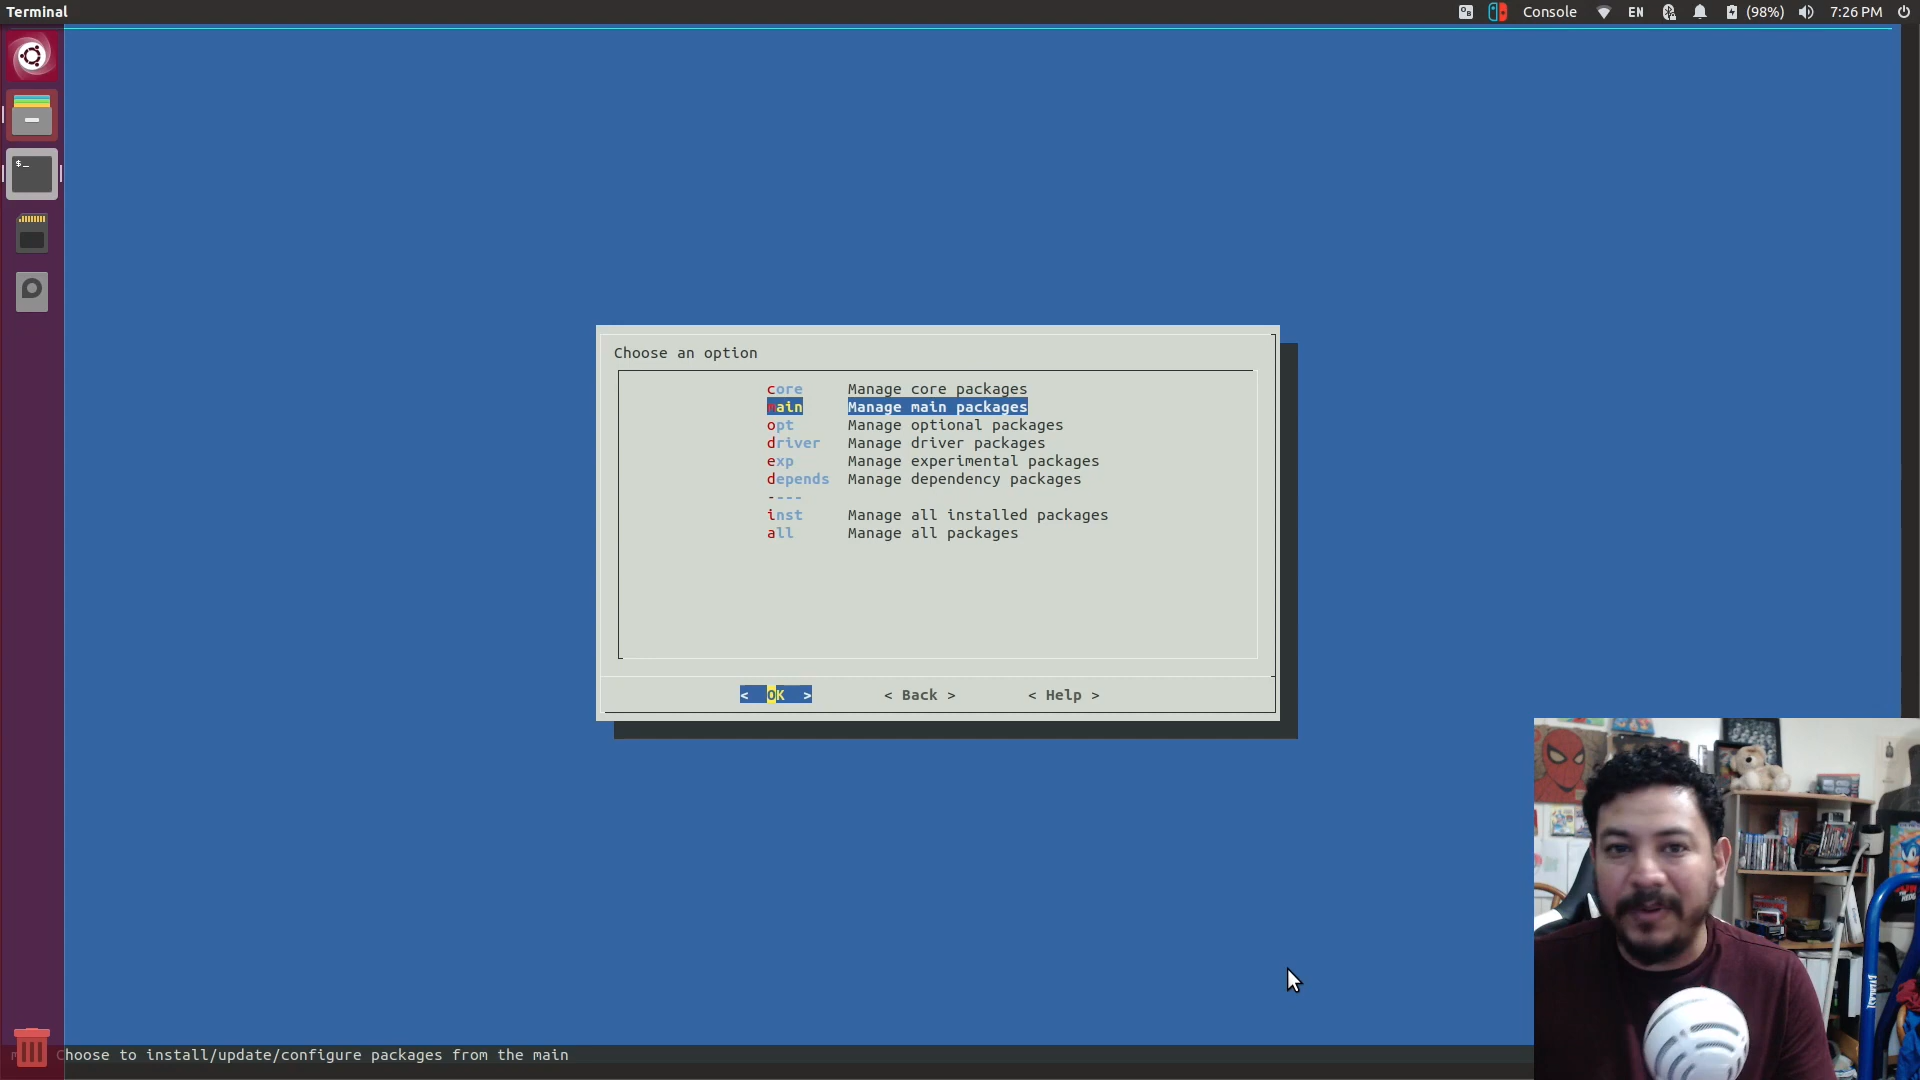 Terminal
Console EN (98%) 7:26 PM
$_
Choose an option
core Manage core packages
main Manage main packages
opt Manage optional packages
driver Manage driver packages
exp Manage experimental packages
depends Manage dependency packages
----
inst Manage all installed packages
all Manage all packages
< OK > < Back > < Help >
Choose to install/update/configure packages from the main